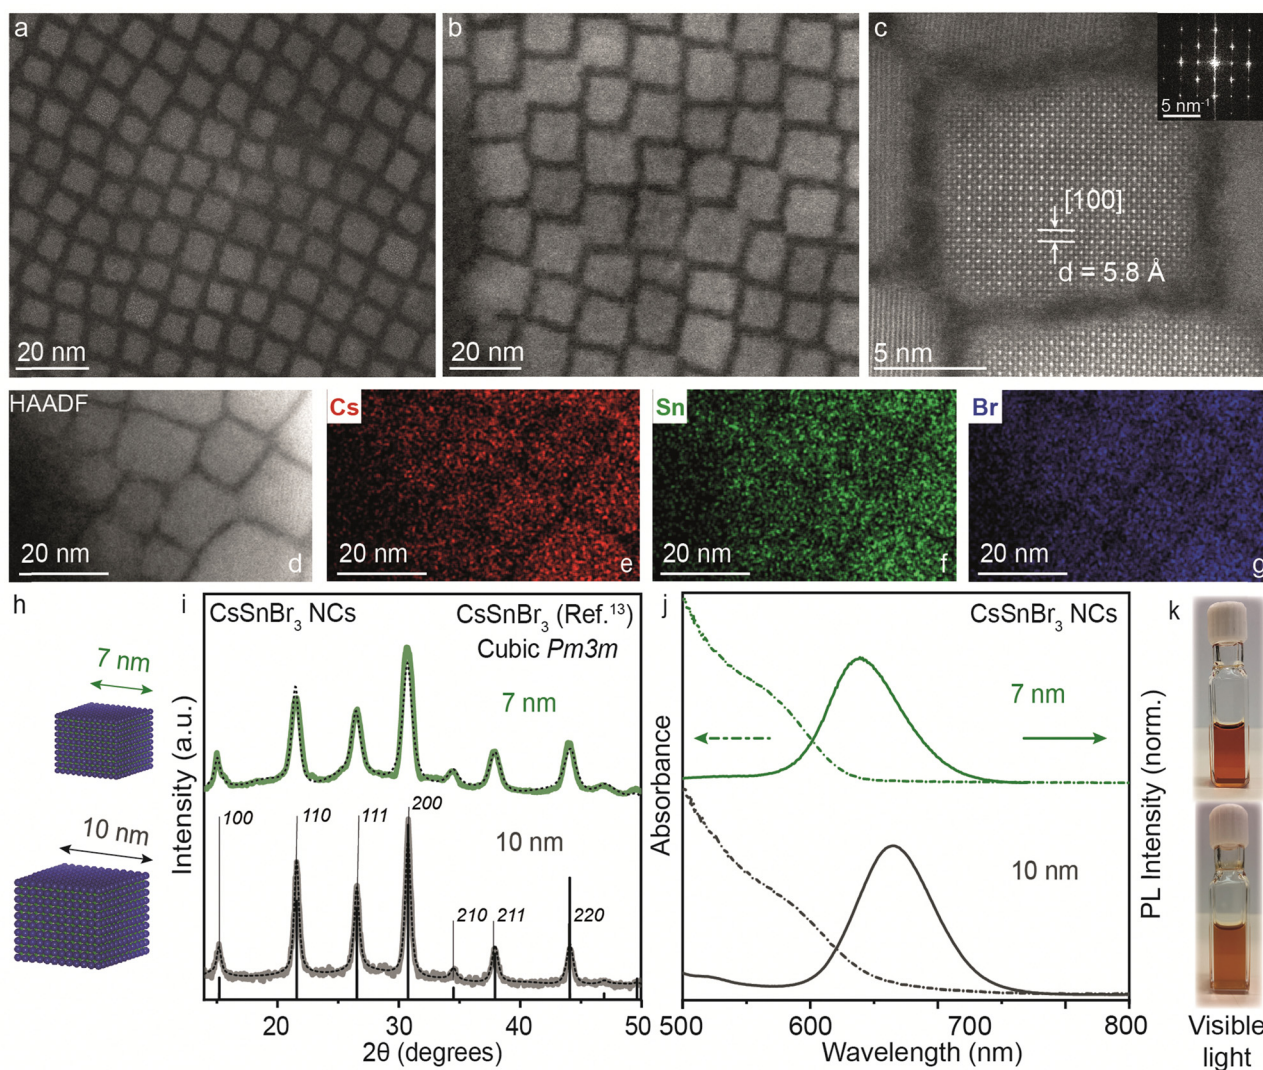 a
20 nm
b
20 nm
c
5 nm⁻¹
[100]
d = 5.8 Å
5 nm
HAADF
20 nm
d
Cs
20 nm
e
Sn
20 nm
f
Br
20 nm
g
h
7 nm
10 nm
i
CsSnBr₃ NCs
CsSnBr₃ (Ref.¹³)
Cubic Pm3m
7 nm
10 nm
100
110
111
200
210
211
220
Intensity (a.u.)
20 30 40 50
2θ (degrees)
j
CsSnBr₃ NCs
7 nm
10 nm
Absorbance
PL Intensity (norm.)
500 600 700 800
Wavelength (nm)
k
Visible
light